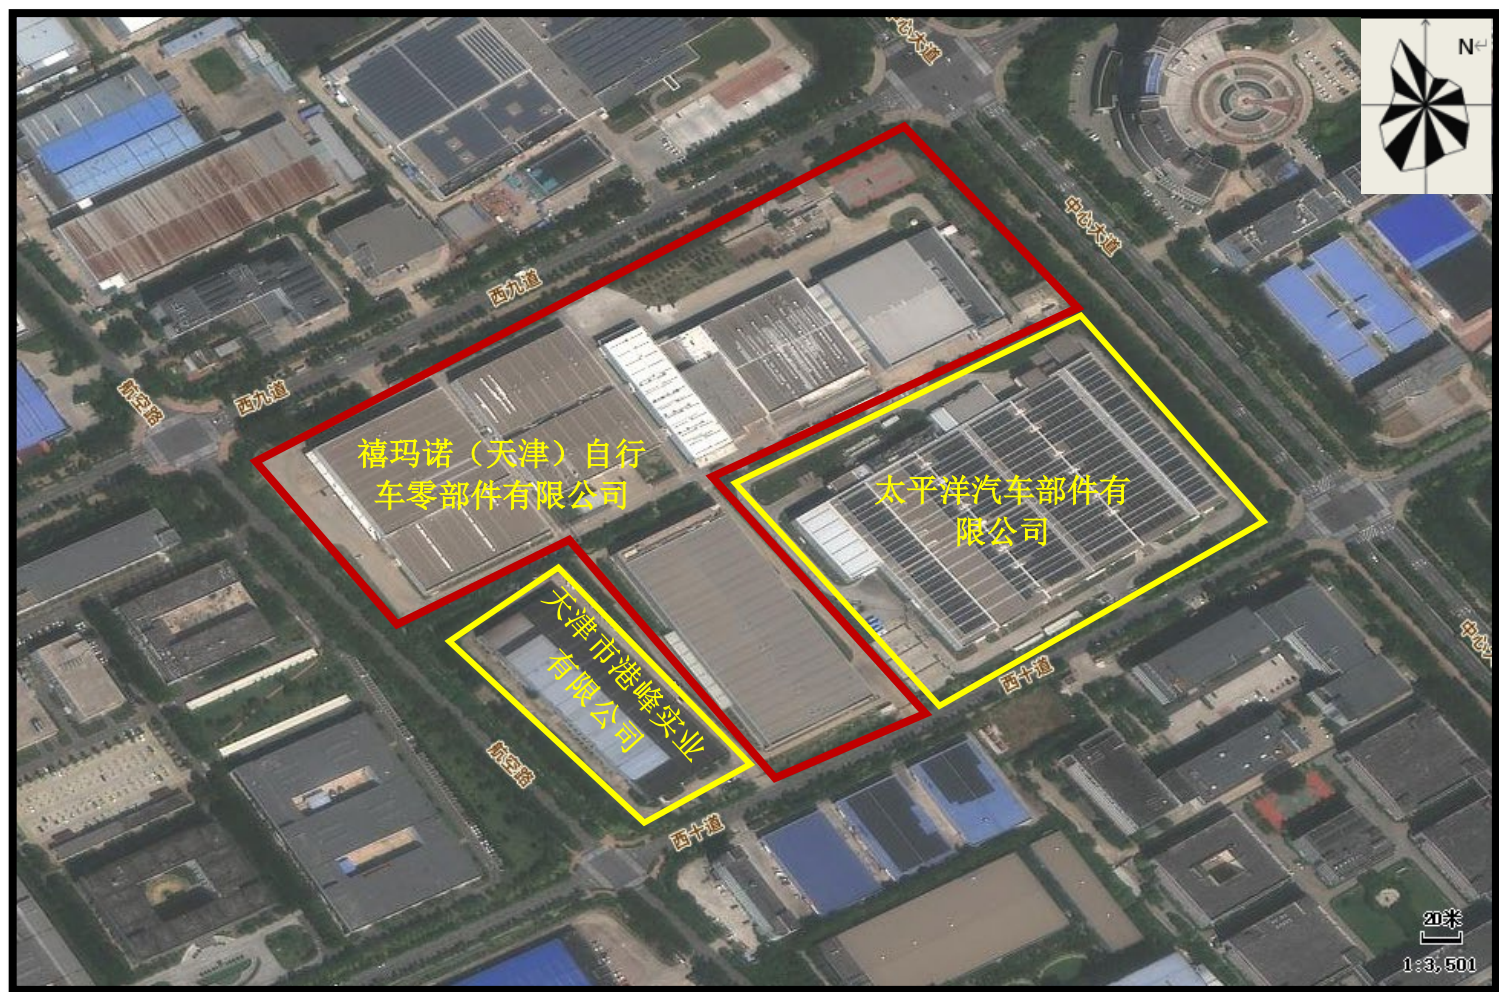 中心大道
N
中心大道
西九道
航空路
西九道
禧玛诺（天津）自行
车零部件有限公司
太平洋汽车部件有
限公司
天津市港峰实业
有限公司
中心大
西十道
航空路
西十道
20米
1:3,501